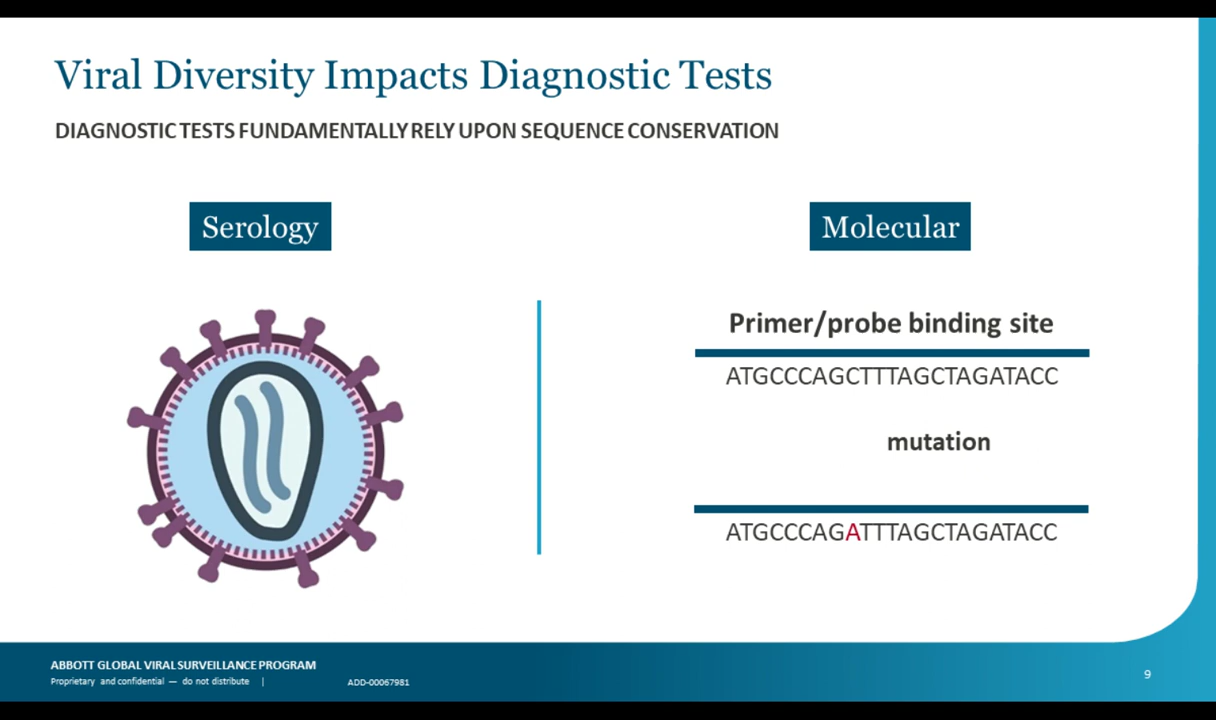 Viral Diversity Impacts Diagnostic Tests
DIAGNOSTIC TESTS FUNDAMENTALLY RELY UPON SEQUENCE CONSERVATION
Serology
Molecular
Primer/probe binding site
ATGCCCAGCTTTAGCTAGATACC
mutation
ATGCCCAGATTTAGCTAGATACC
ABBOTT GLOBAL VIRAL SURVEILLANCE PROGRAM
Proprietary and confidential — do not distribute |
ADD-00067981
9